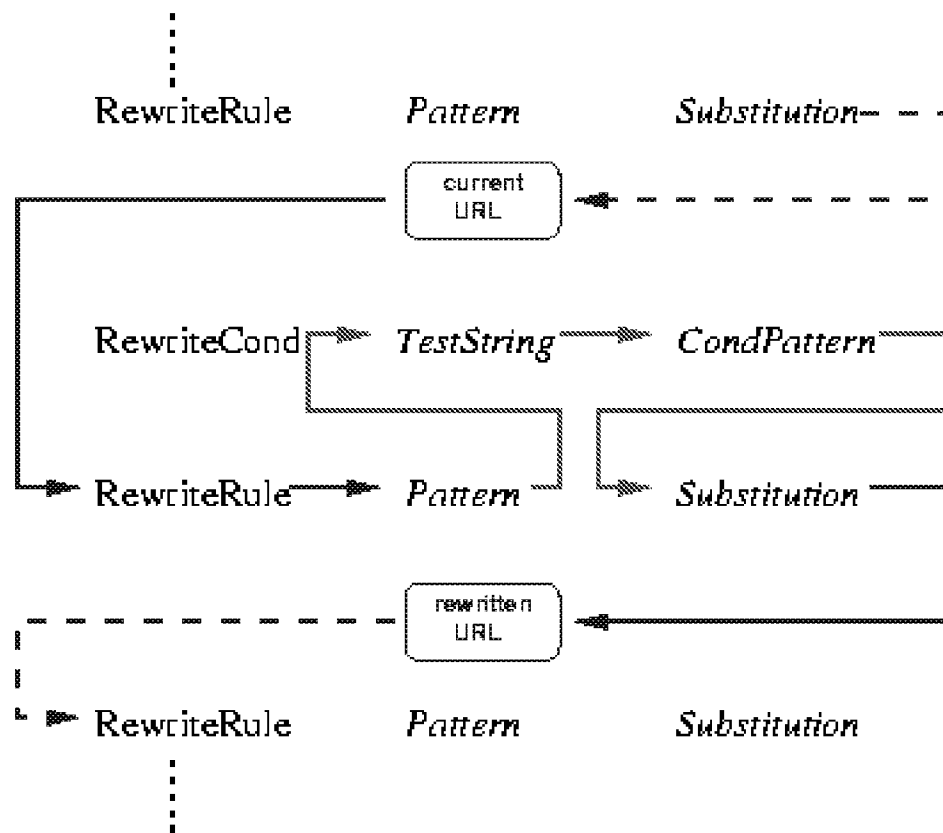 RewriteRule Pattern Substitution
current
URL
RewriteCond TestString CondPattern
RewriteRule Pattern Substitution
rewritten
URL
RewriteRule Pattern Substitution